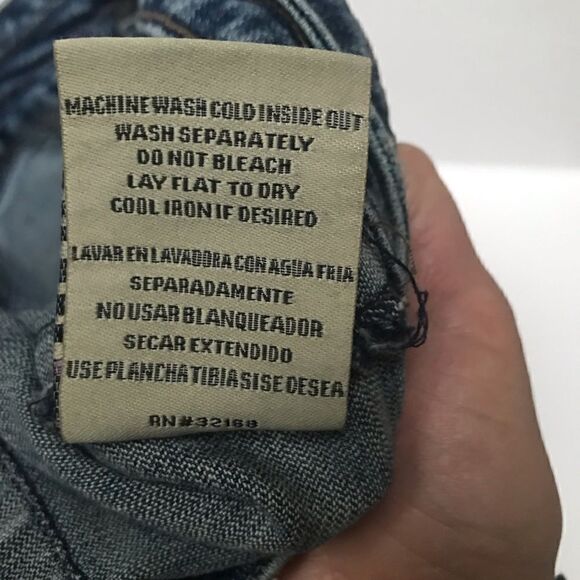 MACHINE WASH COLD INSIDE OUT
WASH SEPARATELY
DO NOT BLEACH
LAY FLAT TO DRY
COOL IRON IF DESIRED
LAVAR EN LAVADORA CON AGUA FRIA
SEPARADAMENTE
NO USAR BLANQUEADOR
SECAR EXTENDIDO
USE PLANCHA TIBIA SI SE DESEA
RN#32168